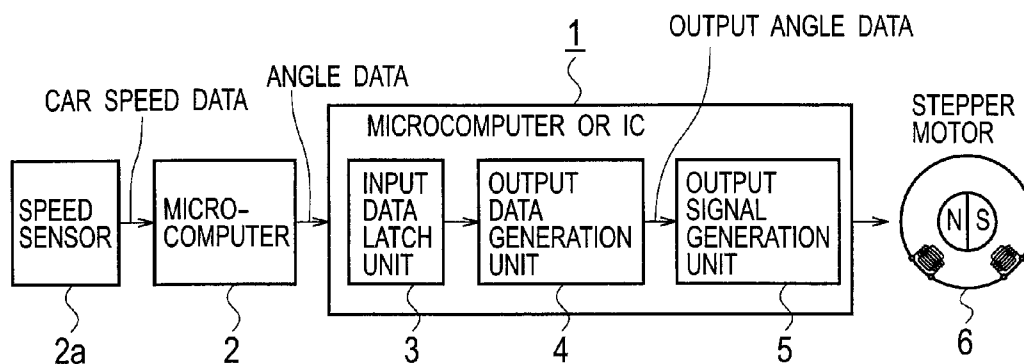 1
OUTPUT ANGLE DATA
ANGLE DATA
CAR SPEED DATA
STEPPER
MOTOR
MICROCOMPUTER OR IC
SPEED
SENSOR
MICRO-
COMPUTER
INPUT
DATA
LATCH
UNIT
OUTPUT
DATA
GENERATION
UNIT
OUTPUT
SIGNAL
GENERATION
UNIT
N S
2a
2
3
4
5
6